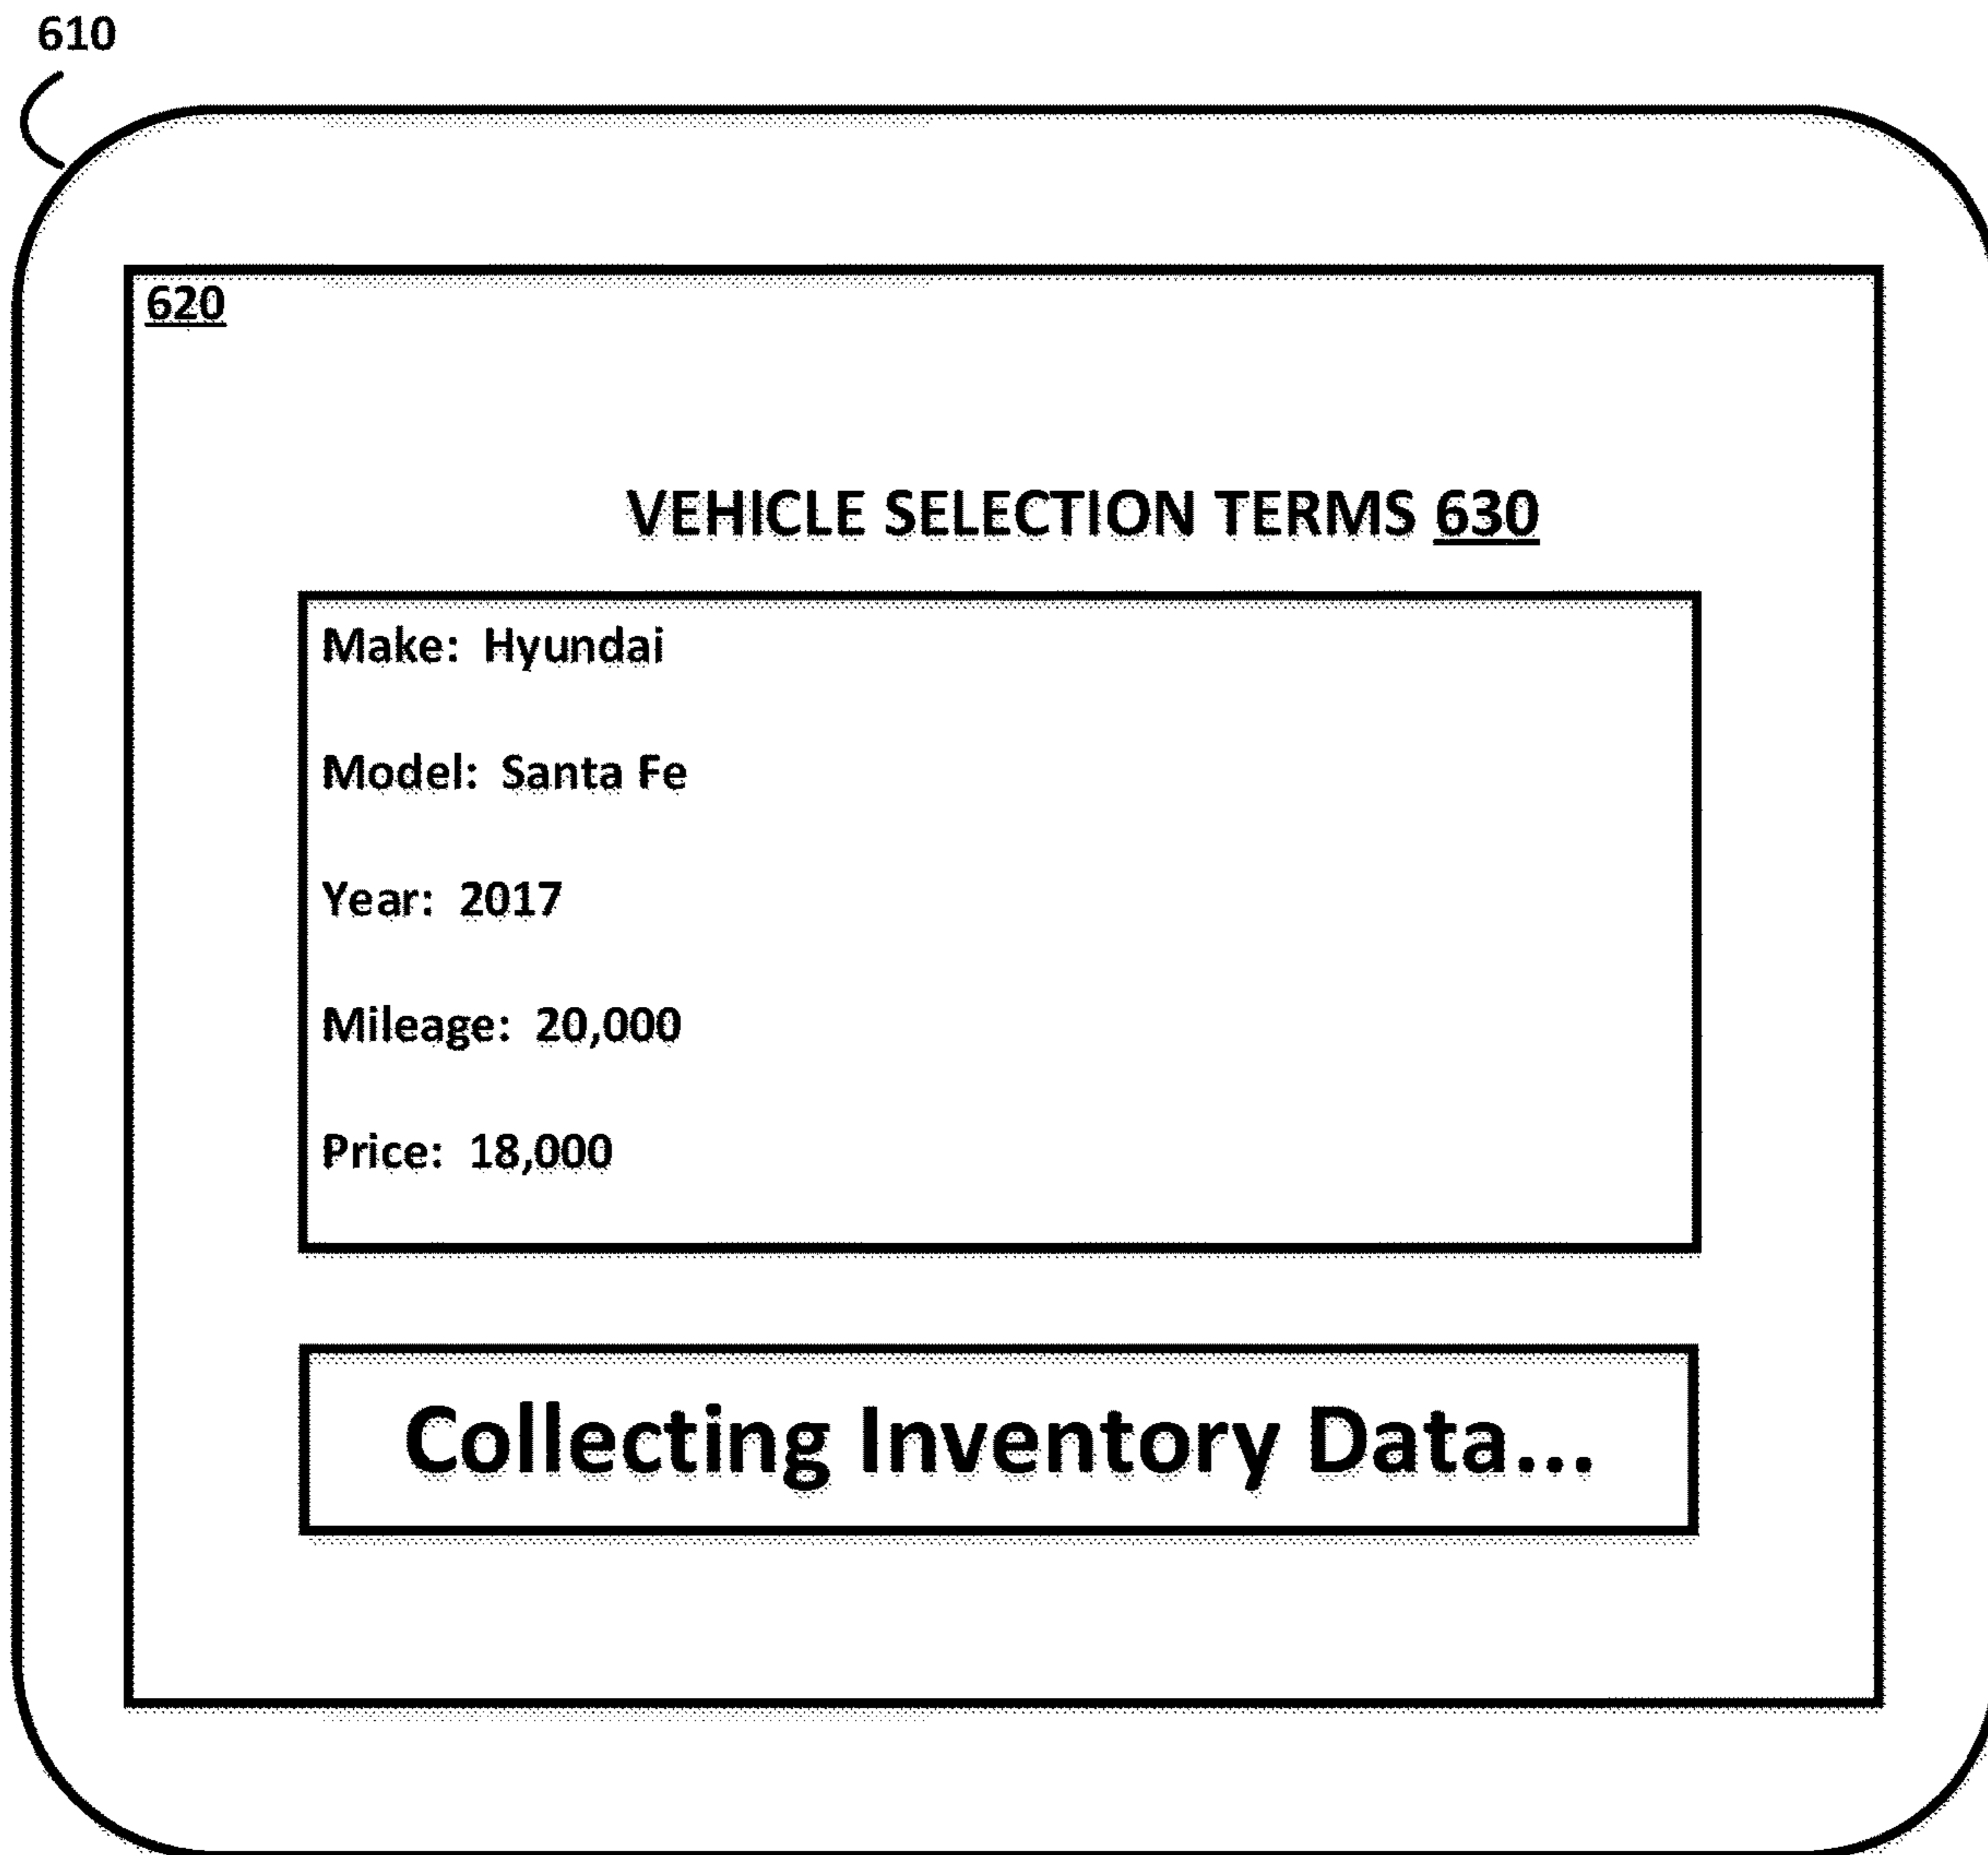 610
620
VEHICLE SELECTION TERMS 630
Make: Hyundai
Model: Santa Fe
Year: 2017
Mileage: 20,000
Price: 18,000
Collecting Inventory Data...